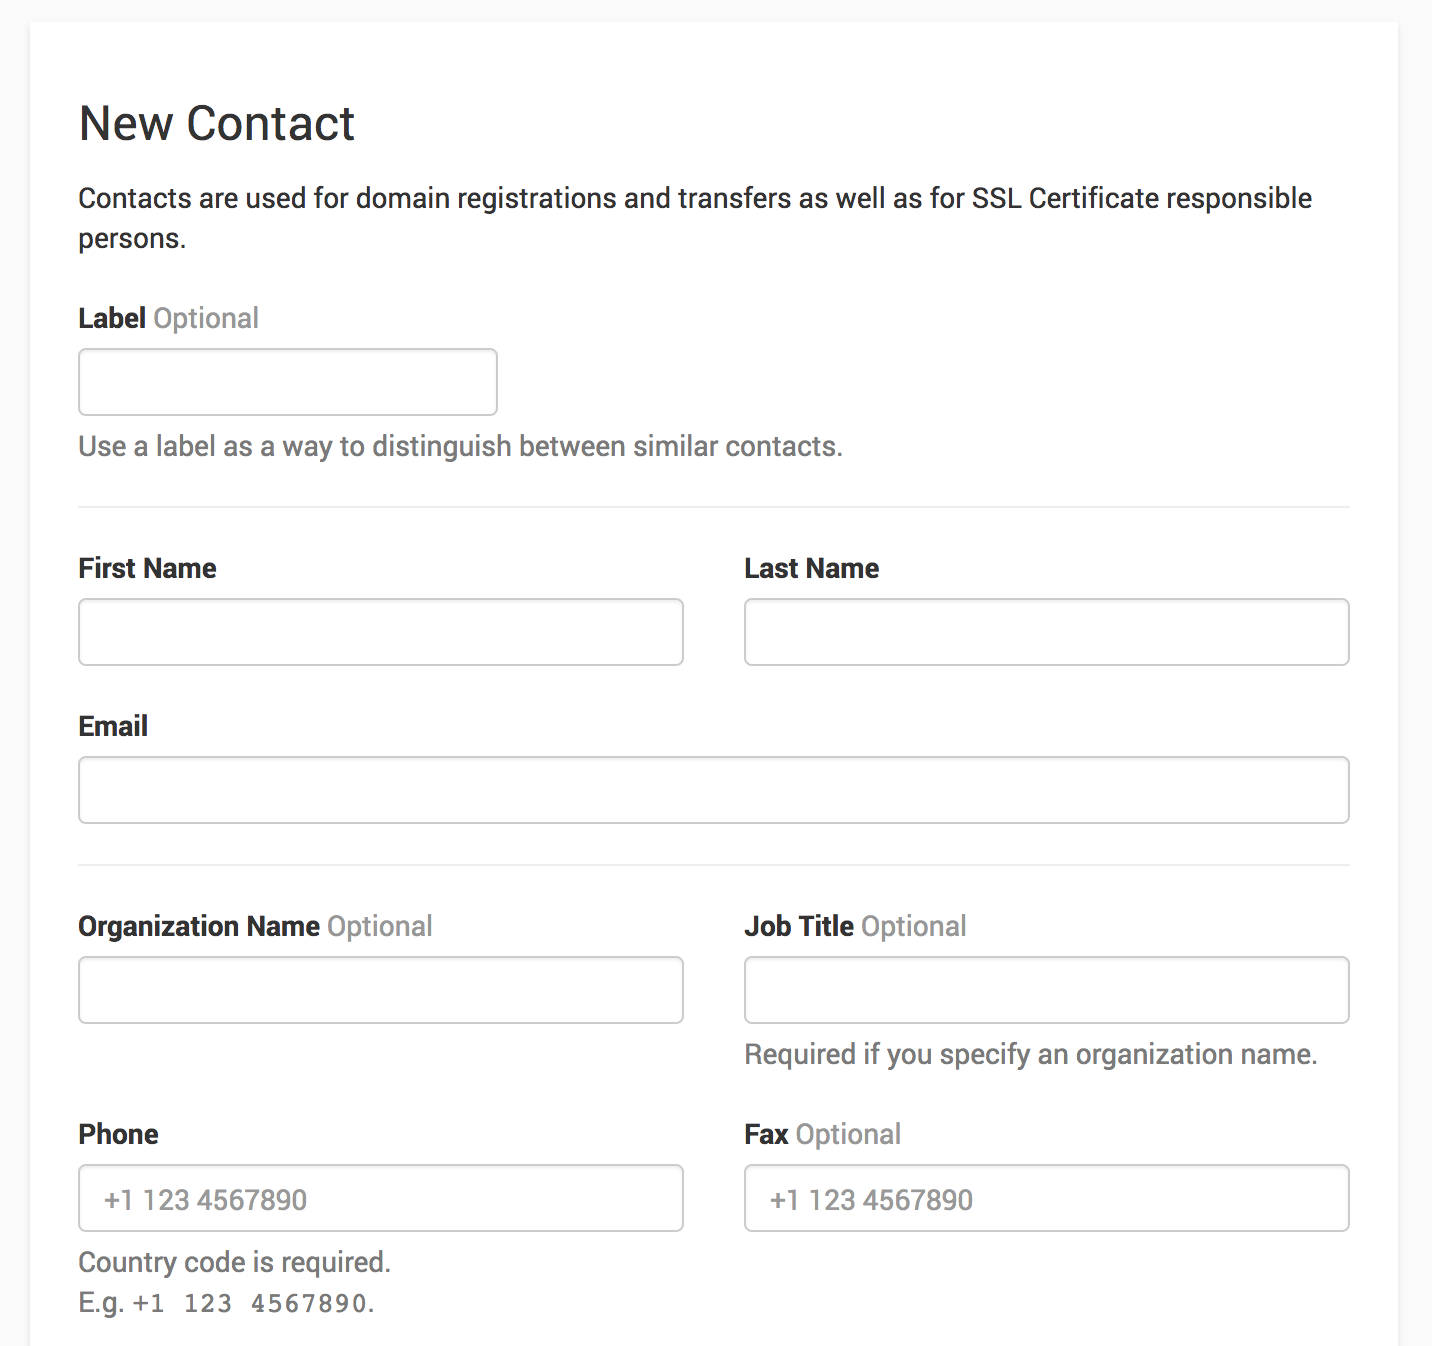 New Contact
Contacts are used for domain registrations and transfers as well as for SSL Certificate responsible
persons.
Label Optional
Use a label as a way to distinguish between similar contacts.
First Name
Last Name
Email
Organization Name Optional
Job Title Optional
Required if you specify an organization name.
Phone
Fax Optional
+1 123 4567890
+1 123 4567890
Country code is required.
E.g. +1 123 4567890.